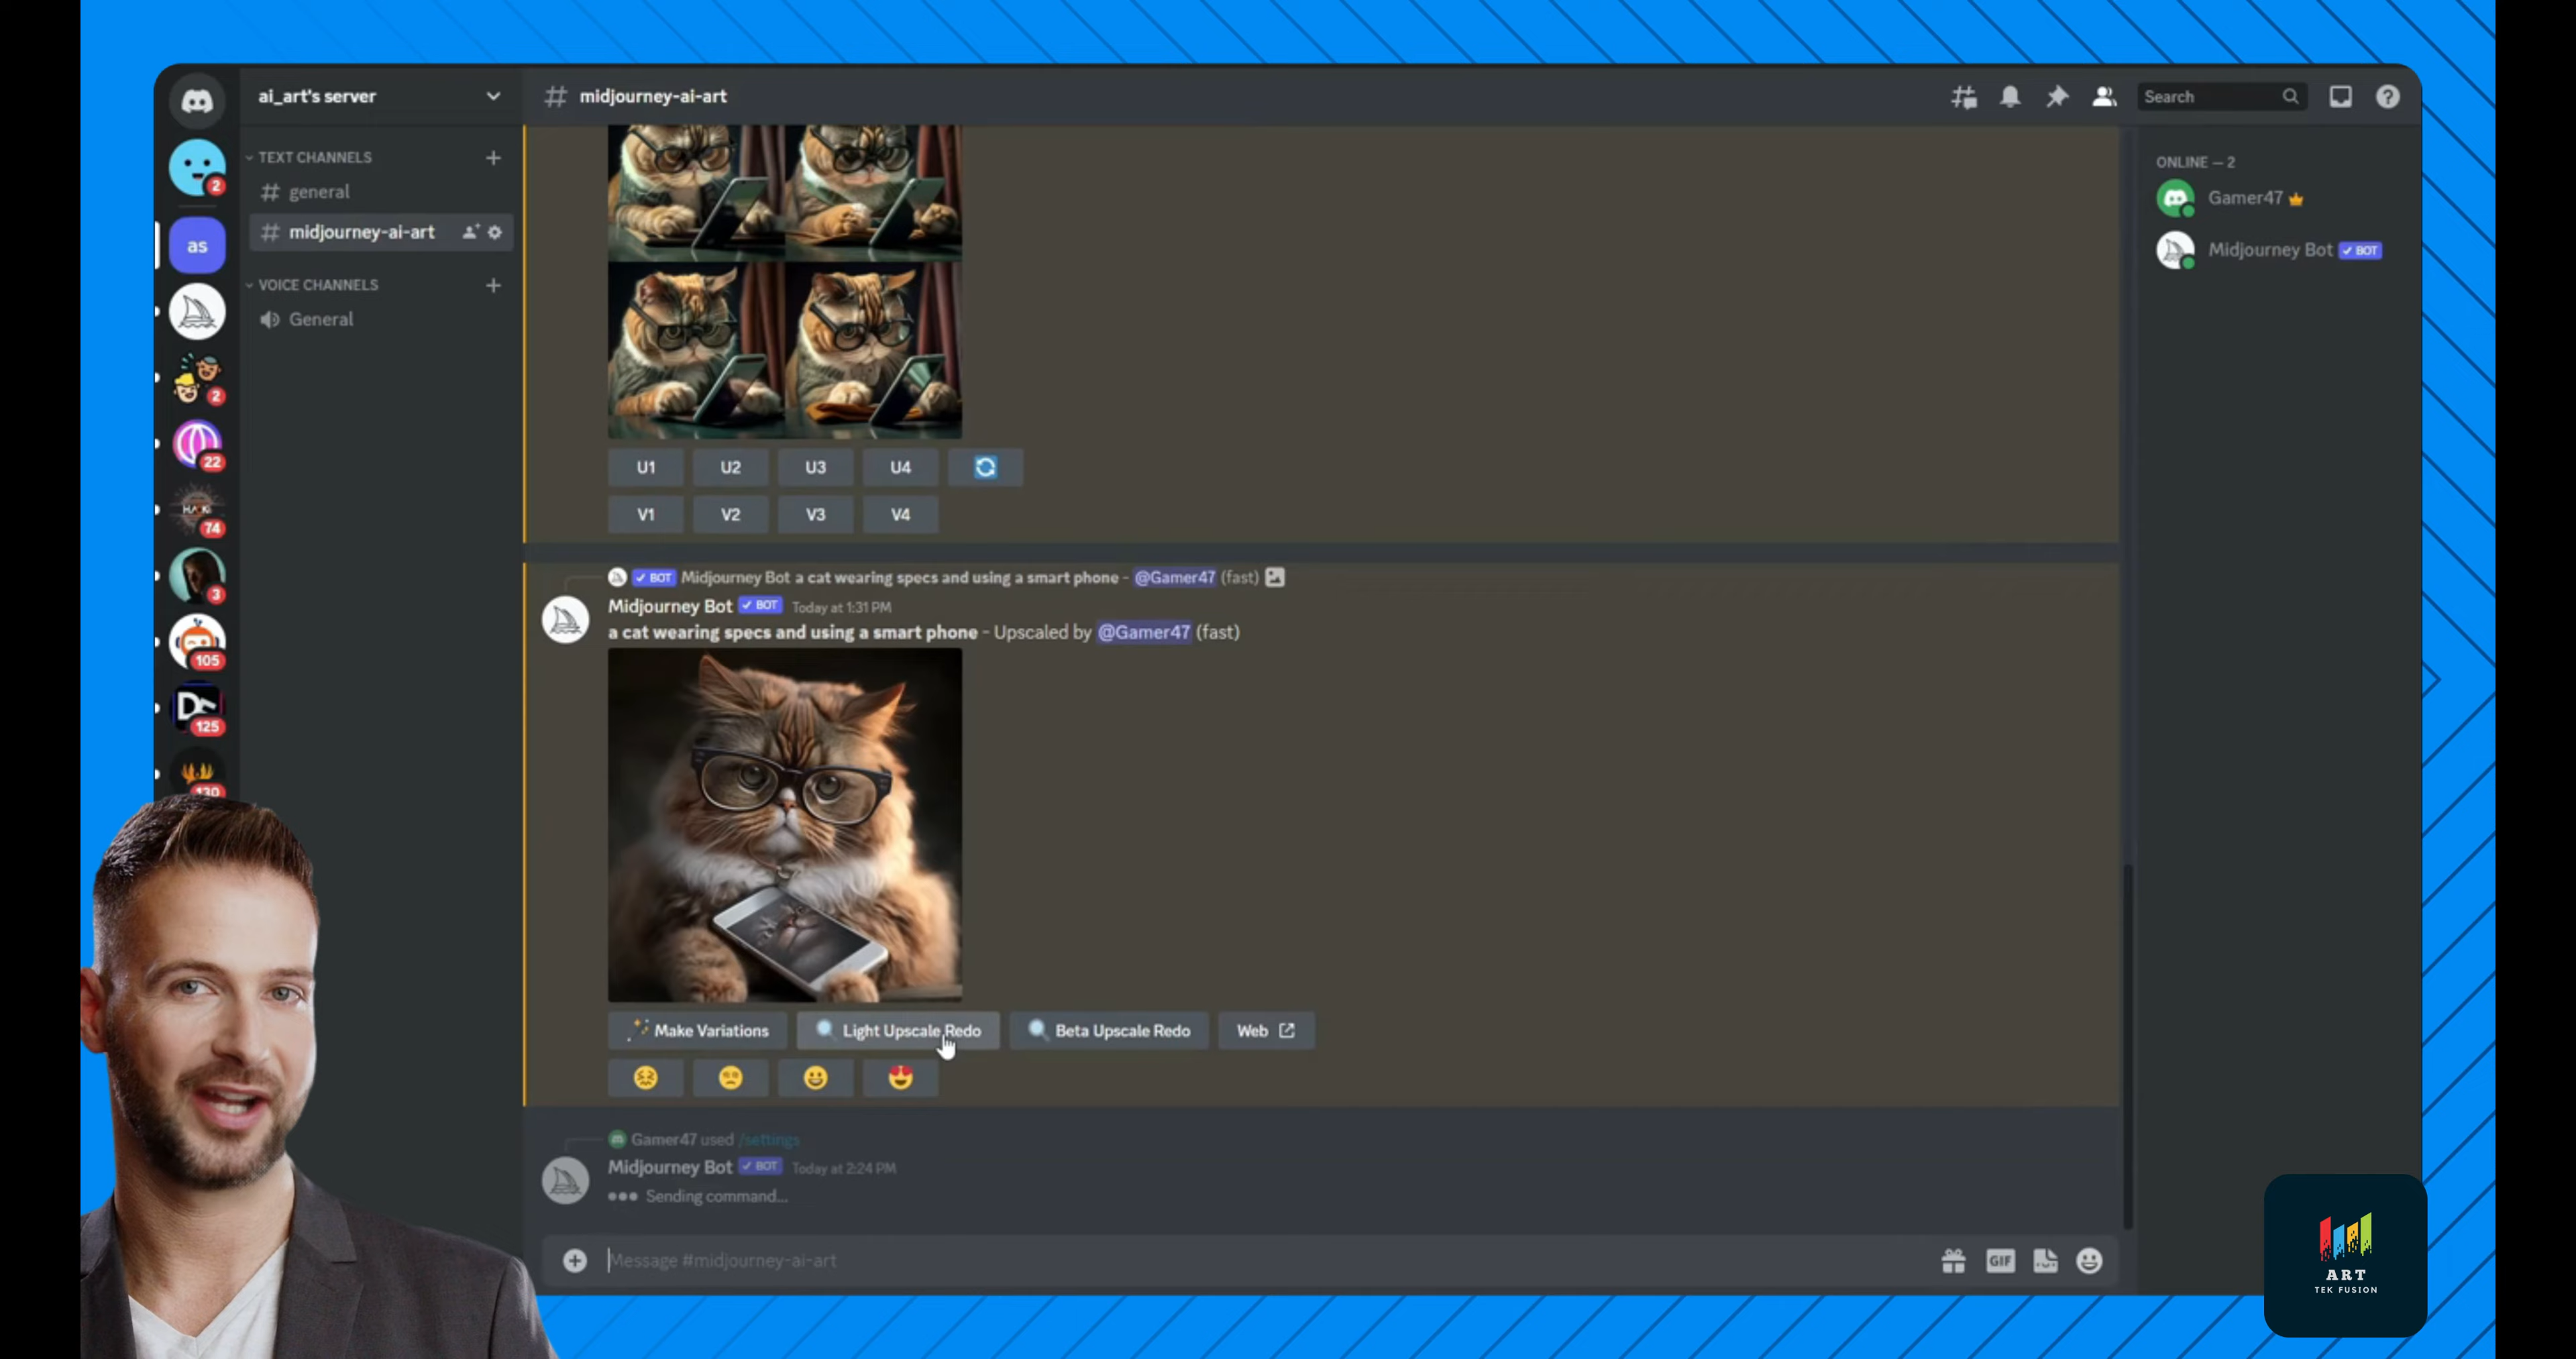 ai_art's server
midjourney-ai-art
Search
TEXT CHANNELS
general
midjourney-ai-art
VOICE CHANNELS
General
2
as
2
22
74
3
105
125
130
U1 U2 U3 U4
V1 V2 V3 V4
BOT Midjourney Bot a cat wearing specs and using a smart phone - @Gamer47 (fast)
Midjourney Bot BOT Today at 1:31 PM
a cat wearing specs and using a smart phone - Upscaled by @Gamer47 (fast)
Make Variations Light Upscale Redo Beta Upscale Redo Web
Gamer47 used /settings
Midjourney Bot BOT Today at 2:24 PM
Sending command...
Message #midjourney-ai-art
GIF
ONLINE — 2
Gamer47
Midjourney Bot BOT
ART
TEK FUSION